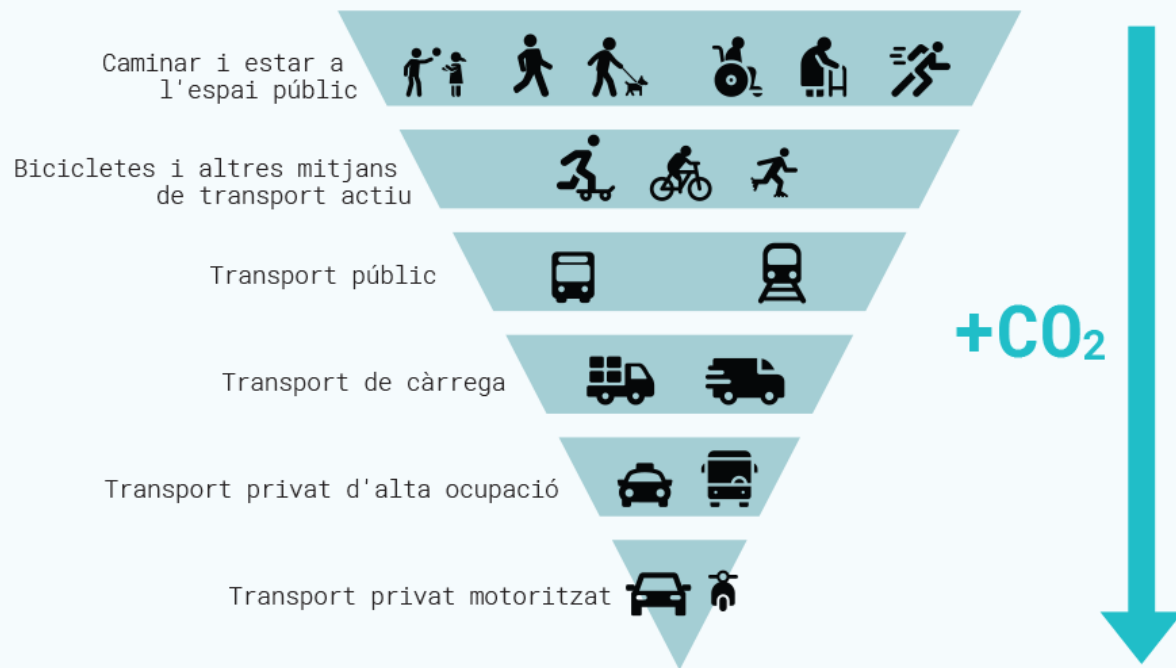 Caminar i estar a
l'espai públic
Bicicletes i altres mitjans
de transport actiu
Transport públic
Transport de càrrega
+CO₂
Transport privat d'alta ocupació
Transport privat motoritzat